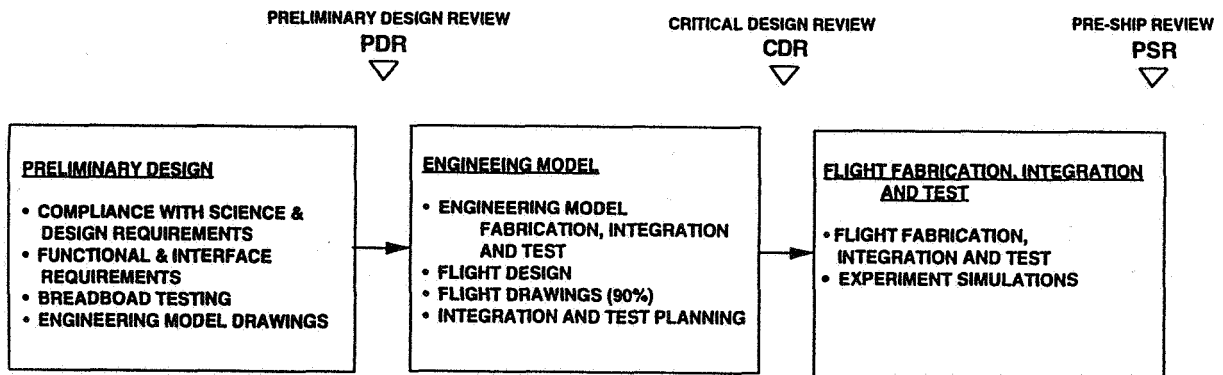 PRELIMINARY DESIGN REVIEW
PDR
CRITICAL DESIGN REVIEW
CDR
PRE-SHIP REVIEW
PSR
PRELIMINARY DESIGN
• COMPLIANCE WITH SCIENCE &
DESIGN REQUIREMENTS
• FUNCTIONAL & INTERFACE
REQUIREMENTS
• BREADBOAD TESTING
• ENGINEERING MODEL DRAWINGS
ENGINEEING MODEL
• ENGINEERING MODEL
FABRICATION, INTEGRATION
AND TEST
• FLIGHT DESIGN
• FLIGHT DRAWINGS (90%)
• INTEGRATION AND TEST PLANNING
FLIGHT FABRICATION, INTEGRATION
AND TEST
• FLIGHT FABRICATION,
INTEGRATION AND TEST
• EXPERIMENT SIMULATIONS